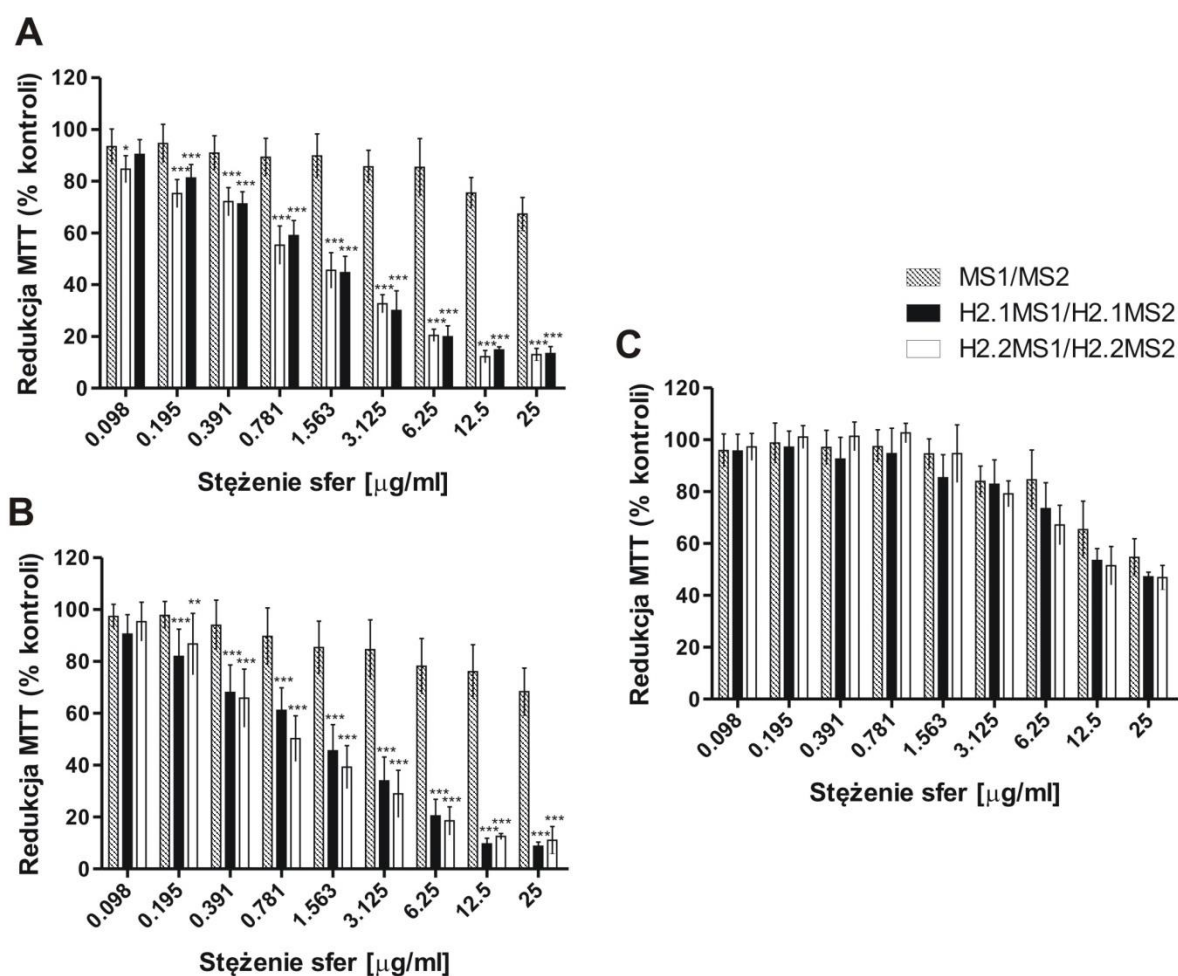 A
Redukcja MTT (% kontroli)
120
100
80
60
40
20
0
* *** *** *** *** *** *** *** *** *** *** *** *** *** *** *** ***
0.098 0.195 0.391 0.781 1.563 3.125 6.25 12.5 25
Stężenie sfer [μg/ml]
MS1/MS2
H2.1MS1/H2.1MS2
H2.2MS1/H2.2MS2
B
Redukcja MTT (% kontroli)
120
100
80
60
40
20
0
*** ** *** *** *** *** *** *** *** *** *** *** *** *** *** ***
0.098 0.195 0.391 0.781 1.563 3.125 6.25 12.5 25
Stężenie sfer [μg/ml]
C
Redukcja MTT (% kontroli)
120
100
80
60
40
20
0
0.098 0.195 0.391 0.781 1.563 3.125 6.25 12.5 25
Stężenie sfer [μg/ml]